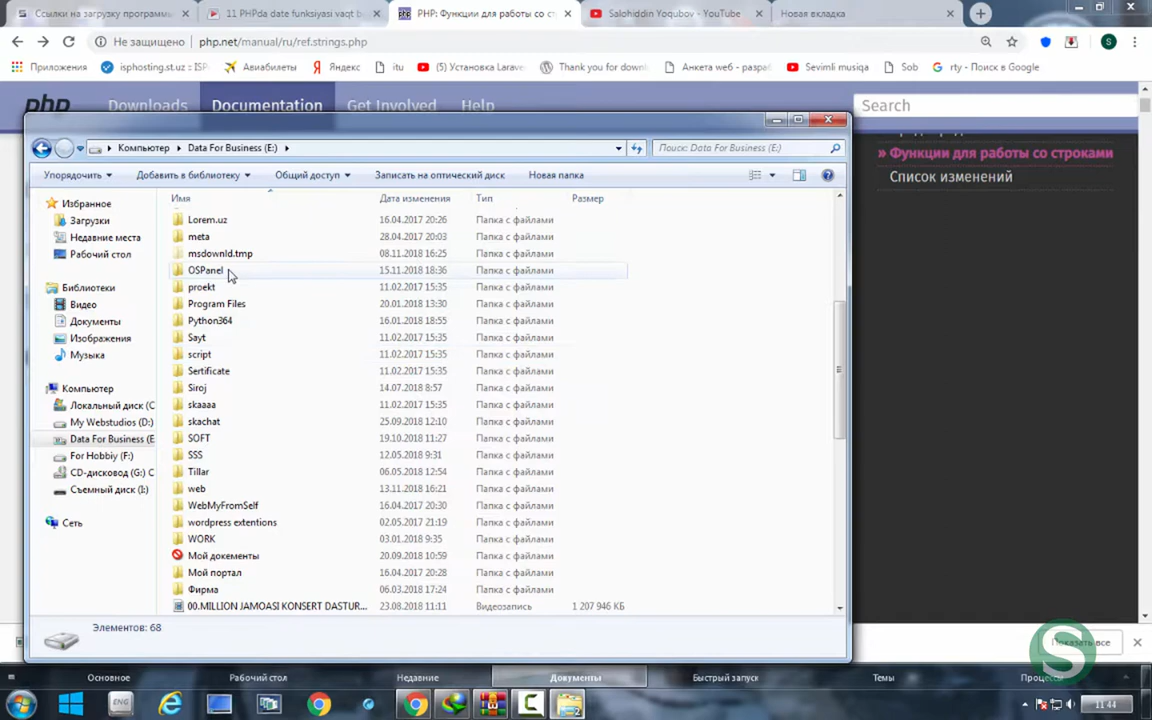 Ссылки на загрузку программы
11 PHPda date funksiyasi vaqt b
PHP: Функции для работы со ст
Salohiddin Yoqubov - YouTube
Новая вкладка
Не защищено
php.net/manual/ru/ref.strings.php
S
Приложения
isphosting.st.uz :: ISP
Авиабилеты
Яндекс
itu
(5) Установка Larave
Thank you for down
Анкета веб - разраб
Sevimli musiqa
Sob
rty - Поиск в Google
php
Downloads
Documentation
Get Involved
Help
Search
» Функции для работы со строками
Список изменений
Компьютер
Data For Business (E:)
Поиск: Data For Business (E:)
Упорядочить
Добавить в библиотеку
Общий доступ
Записать на оптический диск
Новая папка
Имя
Дата изменения
Тип
Размер
Избранное
Загрузки
Недавние места
Рабочий стол
Библиотеки
Видео
Документы
Изображения
Музыка
Компьютер
Локальный диск (C
My Webstudios (D:)
Data For Business (E
For Hobbiy (F:)
CD-дисковод (G:) C
Съемный диск (I:)
Сеть
Lorem.uz 16.04.2017 20:26 Папка с файлами
meta 28.04.2017 20:03 Папка с файлами
msdownld.tmp 08.11.2018 16:25 Папка с файлами
OSPanel 15.11.2018 18:36 Папка с файлами
proekt 11.02.2017 15:35 Папка с файлами
Program Files 20.01.2018 13:30 Папка с файлами
Python364 16.01.2018 18:55 Папка с файлами
Sayt 11.02.2017 15:35 Папка с файлами
script 11.02.2017 15:35 Папка с файлами
Sertificate 11.02.2017 15:35 Папка с файлами
Siroj 14.07.2018 8:57 Папка с файлами
skaaaa 11.02.2017 15:35 Папка с файлами
skachat 25.09.2018 12:10 Папка с файлами
SOFT 19.10.2018 11:27 Папка с файлами
SSS 12.05.2018 9:31 Папка с файлами
Tillar 06.05.2018 12:54 Папка с файлами
web 13.11.2018 16:21 Папка с файлами
WebMyFromSelf 16.04.2017 20:30 Папка с файлами
wordpress extentions 02.05.2017 21:19 Папка с файлами
WORK 03.01.2018 9:35 Папка с файлами
Мой докементы 20.09.2018 10:59 Папка с файлами
Мой портал 16.04.2017 20:28 Папка с файлами
Фирма 06.03.2018 17:24 Папка с файлами
00.MILLION JAMOASI KONSERT DASTUR... 23.08.2018 11:11 Видеозапись 1 207 946 КБ
Элементов: 68
Показать все
S
Основное
Рабочий стол
Недавние
Документы
Быстрый запуск
Темы
Процессы
ENG
11 44